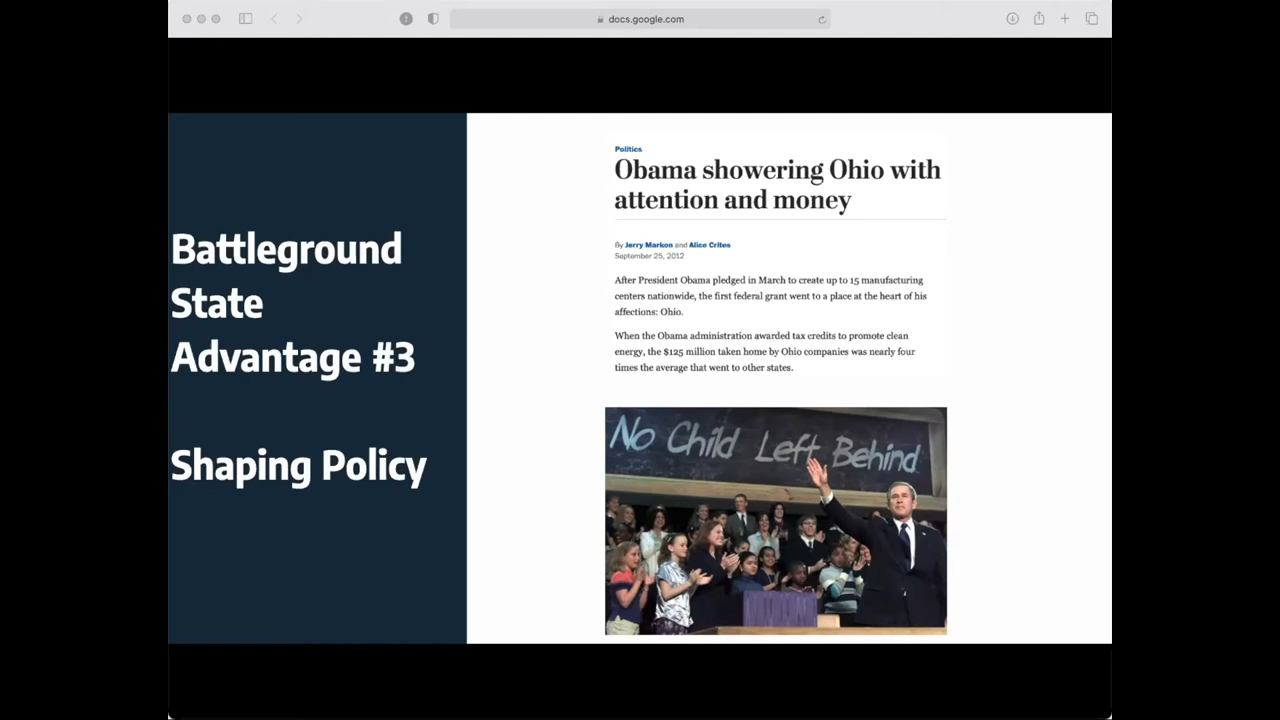 docs.google.com
Battleground
State
Advantage #3
Shaping Policy
Politics
Obama showering Ohio with
attention and money
By Jerry Markon and Alice Crites
September 25, 2012
After President Obama pledged in March to create up to 15 manufacturing
centers nationwide, the first federal grant went to a place at the heart of his
affections: Ohio.
When the Obama administration awarded tax credits to promote clean
energy, the $125 million taken home by Ohio companies was nearly four
times the average that went to other states.
No Child Left Behind